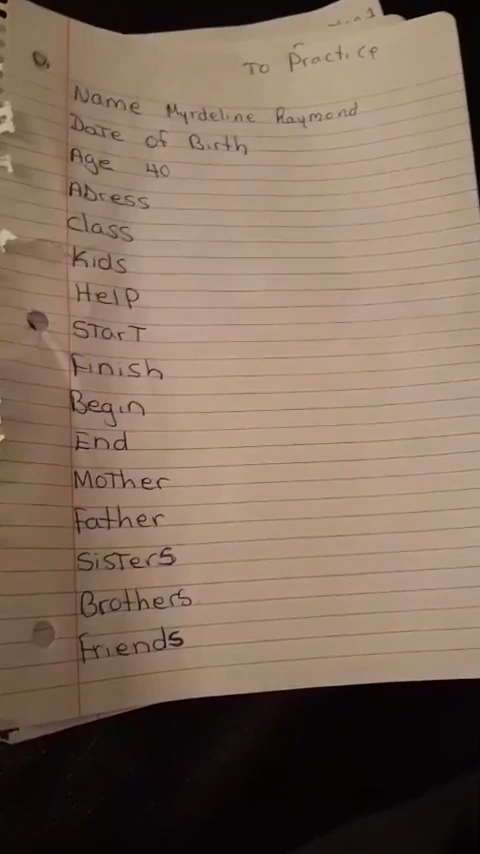 To Practice
Name Myrdeline Raymond
Date of Birth
Age 40
ADress
Class
Kids
Help
START
Finish
Begin
End
Mother
Father
Sisters
Brothers
Friends